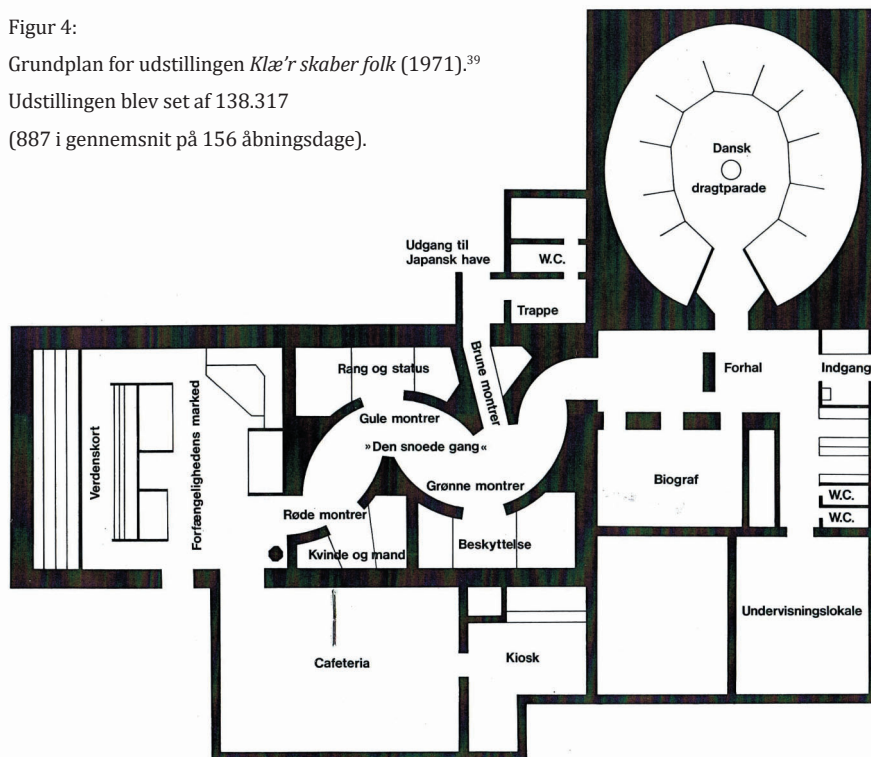 Figur 4:
Grundplan for udstillingen Klæ’r skaber folk (1971).³⁹
Udstillingen blev set af 138.317
(887 i gennemsnit på 156 åbningsdage).
Dansk
dragtparade
Udgang til
Japansk have
W.C.
Trappe
Rang og status
Brune montrer
Forhal
Indgang
Gule montrer
»Den snoede gang«
Verdenskort
Forfængelighedens marked
Grønne montrer
Biograf
Røde montrer
W.C.
W.C.
Kvinde og mand
Beskyttelse
Undervisningslokale
Cafeteria
Kiosk